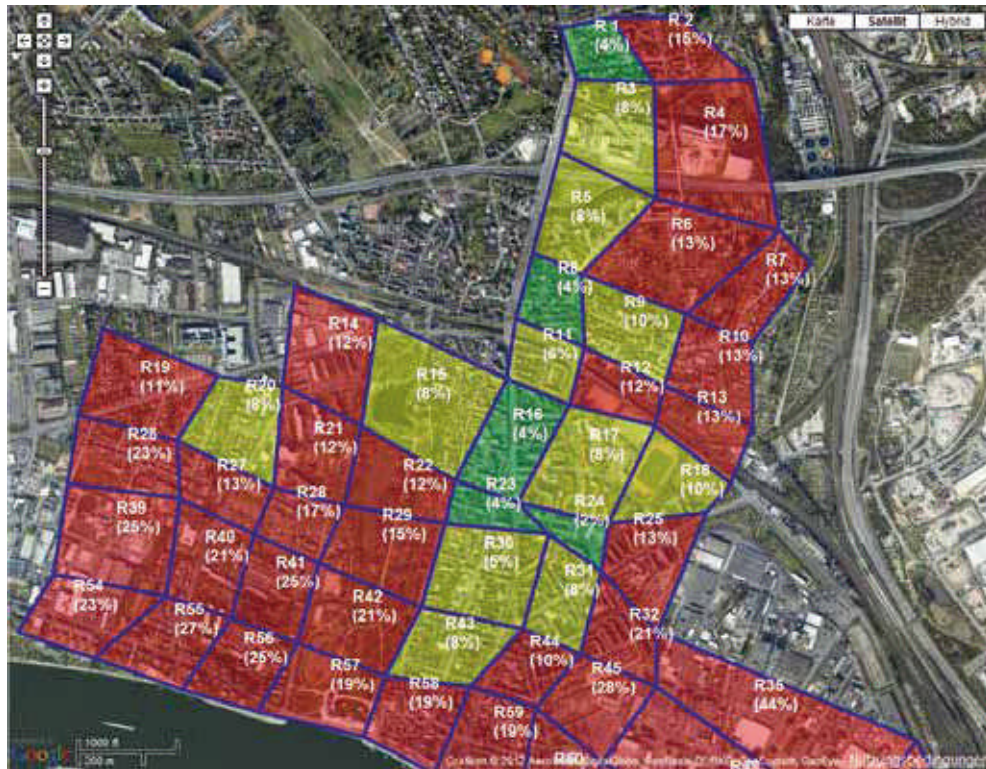 Karte Satellit Hybrid
R 1
(4%)
R 2
(15%)
R3
(8%)
R4
(17%)
R5
(8%)
R6
(13%)
R7
(13%)
R8
(4%)
R9
(10%)
R10
(13%)
R11
(6%)
R12
(12%)
R13
(13%)
R14
(12%)
R15
(8%)
R16
(4%)
R17
(8%)
R18
(10%)
R19
(11%)
R20
(8%)
R21
(12%)
R22
(12%)
R23
(4%)
R24
(2%)
R25
(13%)
R26
(23%)
R27
(13%)
R28
(17%)
R29
(15%)
R30
(5%)
R31
(8%)
R32
(21%)
R35
(44%)
R39
(25%)
R40
(21%)
R41
(25%)
R42
(21%)
R43
(8%)
R44
(10%)
R45
(28%)
R54
(23%)
R55
(27%)
R56
(25%)
R57
(19%)
R58
(19%)
R59
(19%)
R60
1000 ft
200 m
Google
Nutzungsbedingungen